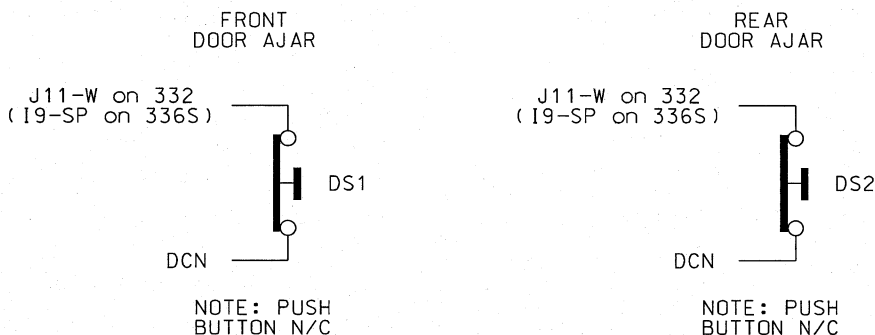 FRONT
DOOR AJAR
J11-W on 332
(I9-SP on 336S)
DS1
DCN
NOTE: PUSH
BUTTON N/C
REAR
DOOR AJAR
J11-W on 332
(I9-SP on 336S)
DS2
DCN
NOTE: PUSH
BUTTON N/C